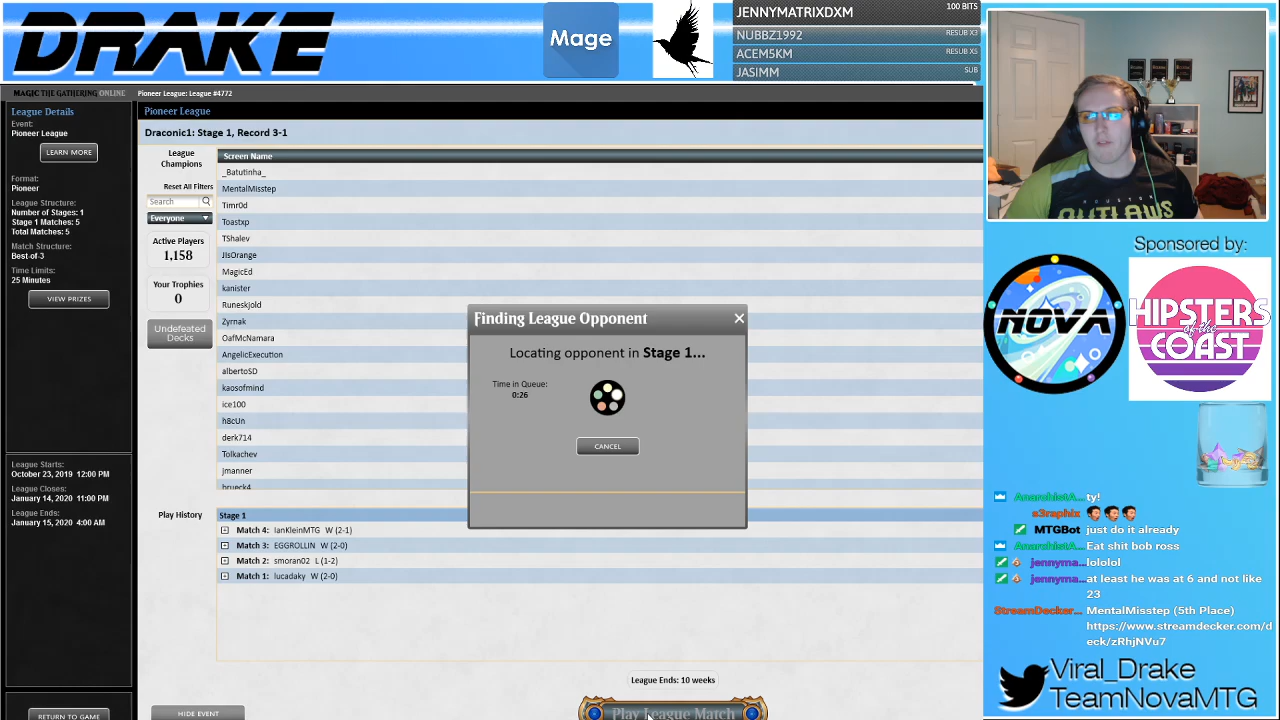 DRAKE
Mage
JENNYMATRIXDXM 100 BITS
NUBBZ1992 RESUB X3
ACEM5KM RESUB X5
JASIMM SUB
MAGIC THE GATHERING ONLINE
Pioneer League: League #4772
League Details
Event:
Pioneer League
LEARN MORE
Format:
Pioneer
League Structure:
Number of Stages: 1
Stage 1 Matches: 5
Total Matches: 5
Match Structure:
Best-of-3
Time Limits:
25 Minutes
VIEW PRIZES
League Starts:
October 23, 2019 12:00 PM
League Closes:
January 14, 2020 11:00 PM
League Ends:
January 15, 2020 4:00 AM
RETURN TO GAME
Pioneer League
Draconic1: Stage 1, Record 3-1
League
Champions
Reset All Filters
Search
Everyone
Active Players
1,158
Your Trophies
0
Undefeated
Decks
Screen Name
_Batutinha_
MentalMisstep
Timr0d
Toastxp
TShalev
JIsOrange
MagicEd
kanister
Runeskjold
Zyrnak
OafMcNamara
AngelicExecution
albertoSD
kaosofmind
ice100
h8cUn
derk714
Tolkachev
Jmanner
brueck4
Finding League Opponent
Locating opponent in Stage 1...
Time in Queue:
0:26
CANCEL
Play History
Stage 1
Match 4: IanKleinMTG W (2-1)
Match 3: EGGROLLIN W (2-0)
Match 2: smoran02 L (1-2)
Match 1: lucadaky W (2-0)
League Ends: 10 weeks
HIDE EVENT
Play League Match
OUTLAWS
Sponsored by:
NOVA
HIPSTERS
of the
COAST
AnarchistA... ty!
s3raphix
MTGBot just do it already
AnarchistA... Eat shit bob ross
jennyma... lololol
jennyma... at least he was at 6 and not like
23
StreamDecker... MentalMisstep (5th Place)
https://www.streamdecker.com/d
eck/zRhjNVu7
Viral_Drake
TeamNovaMTG